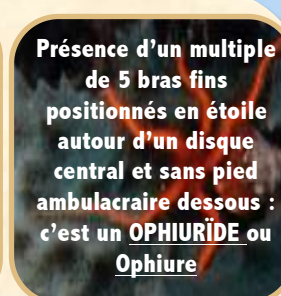 Présence d’un multiple
de 5 bras fins
positionnés en étoile
autour d’un disque
central et sans pied
ambulacraire dessous :
c’est un OPHIURÏDE ou
Ophiure